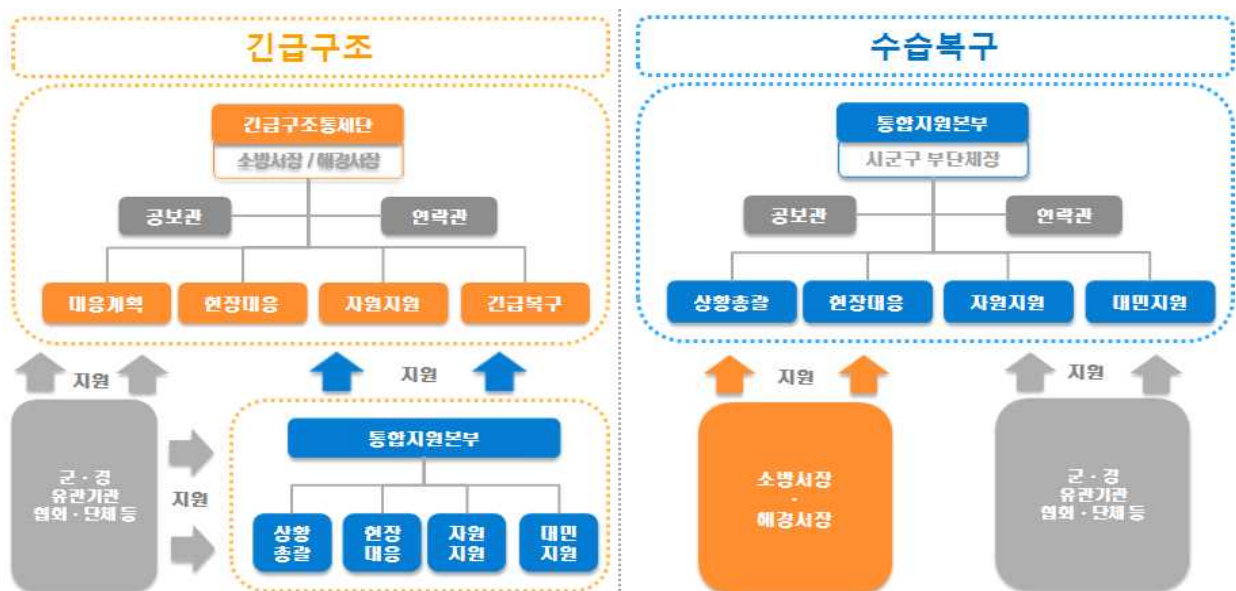 긴급구조
긴급구조통제단
소방서장 / 해경서장
공보관
연락관
대응계획
현장대응
자원지원
긴급복구
지원
지원
군 · 경
유관기관
협회 · 단체 등
지원
통합지원본부
상황
총괄
현장
대응
자원
지원
대민
지원
수습복구
통합지원본부
시군구 부단체장
공보관
연락관
상황총괄
현장대응
자원지원
대민지원
지원
지원
소방서장
·
해경서장
군 · 경
유관기관
협회 · 단체 등